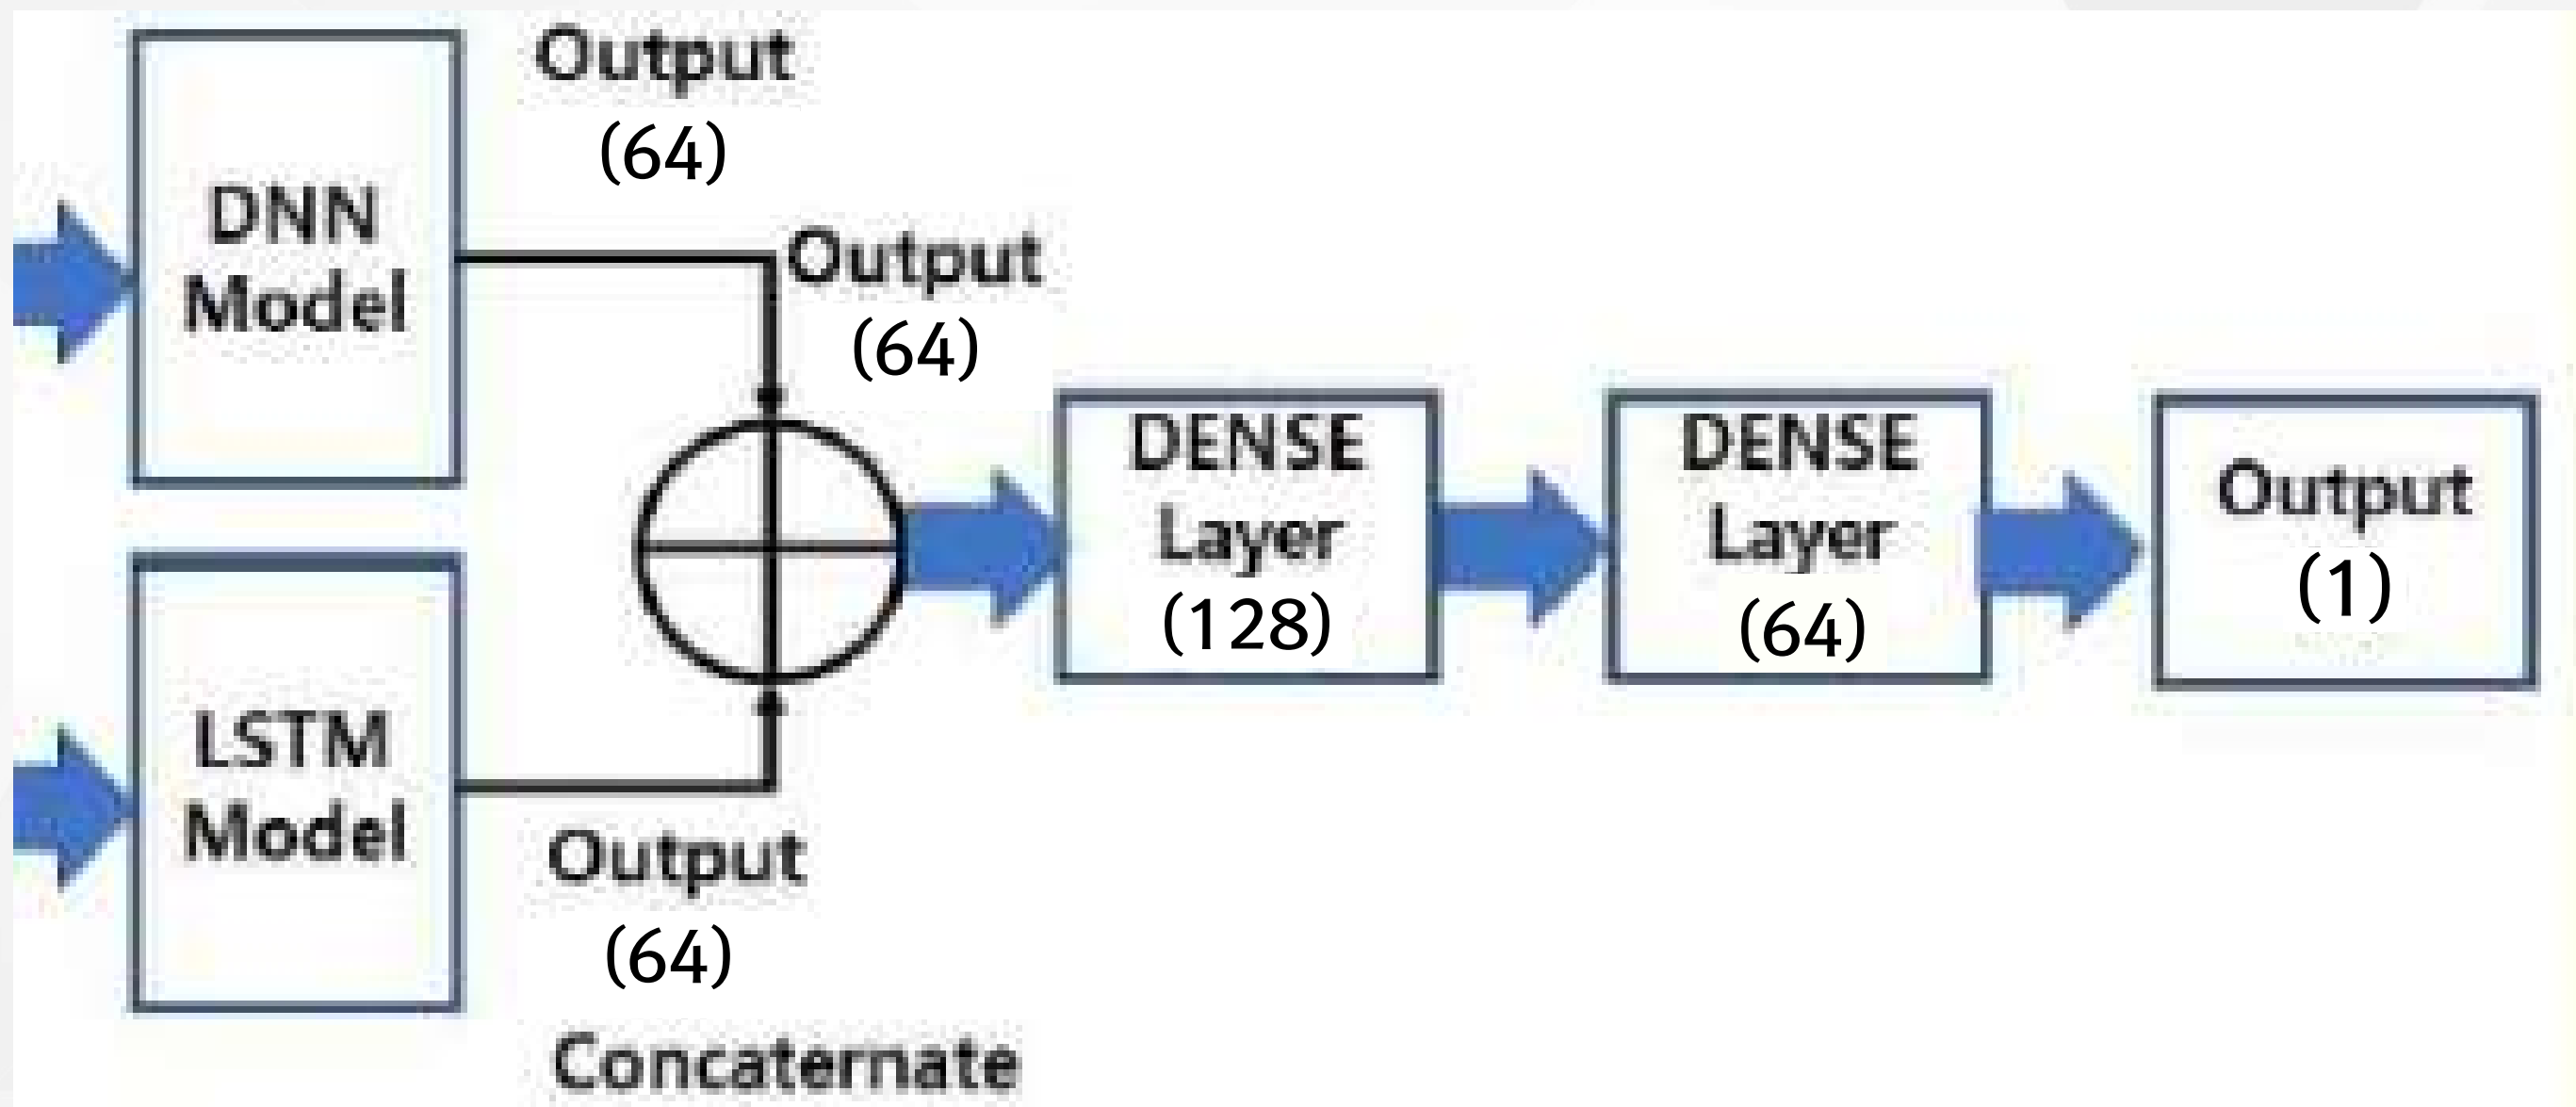 Output
(64)
DNN
Model
Output
(64)
DENSE
Layer
(128)
DENSE
Layer
(64)
Output
(1)
LSTM
Model
Output
(64)
Concaternate